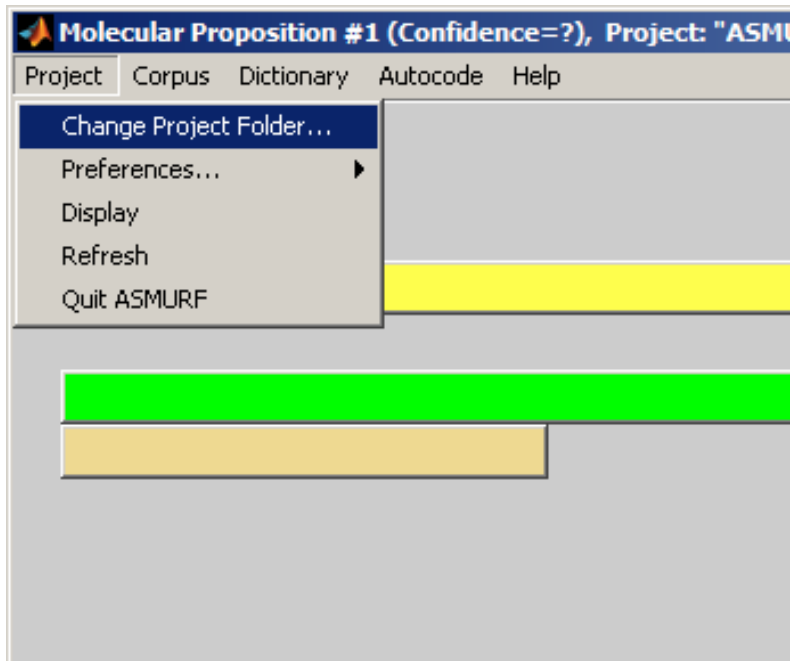 Molecular Proposition #1 (Confidence=?), Project: "ASMU
Project Corpus Dictionary Autocode Help
Change Project Folder...
Preferences...
Display
Refresh
Quit ASMURF